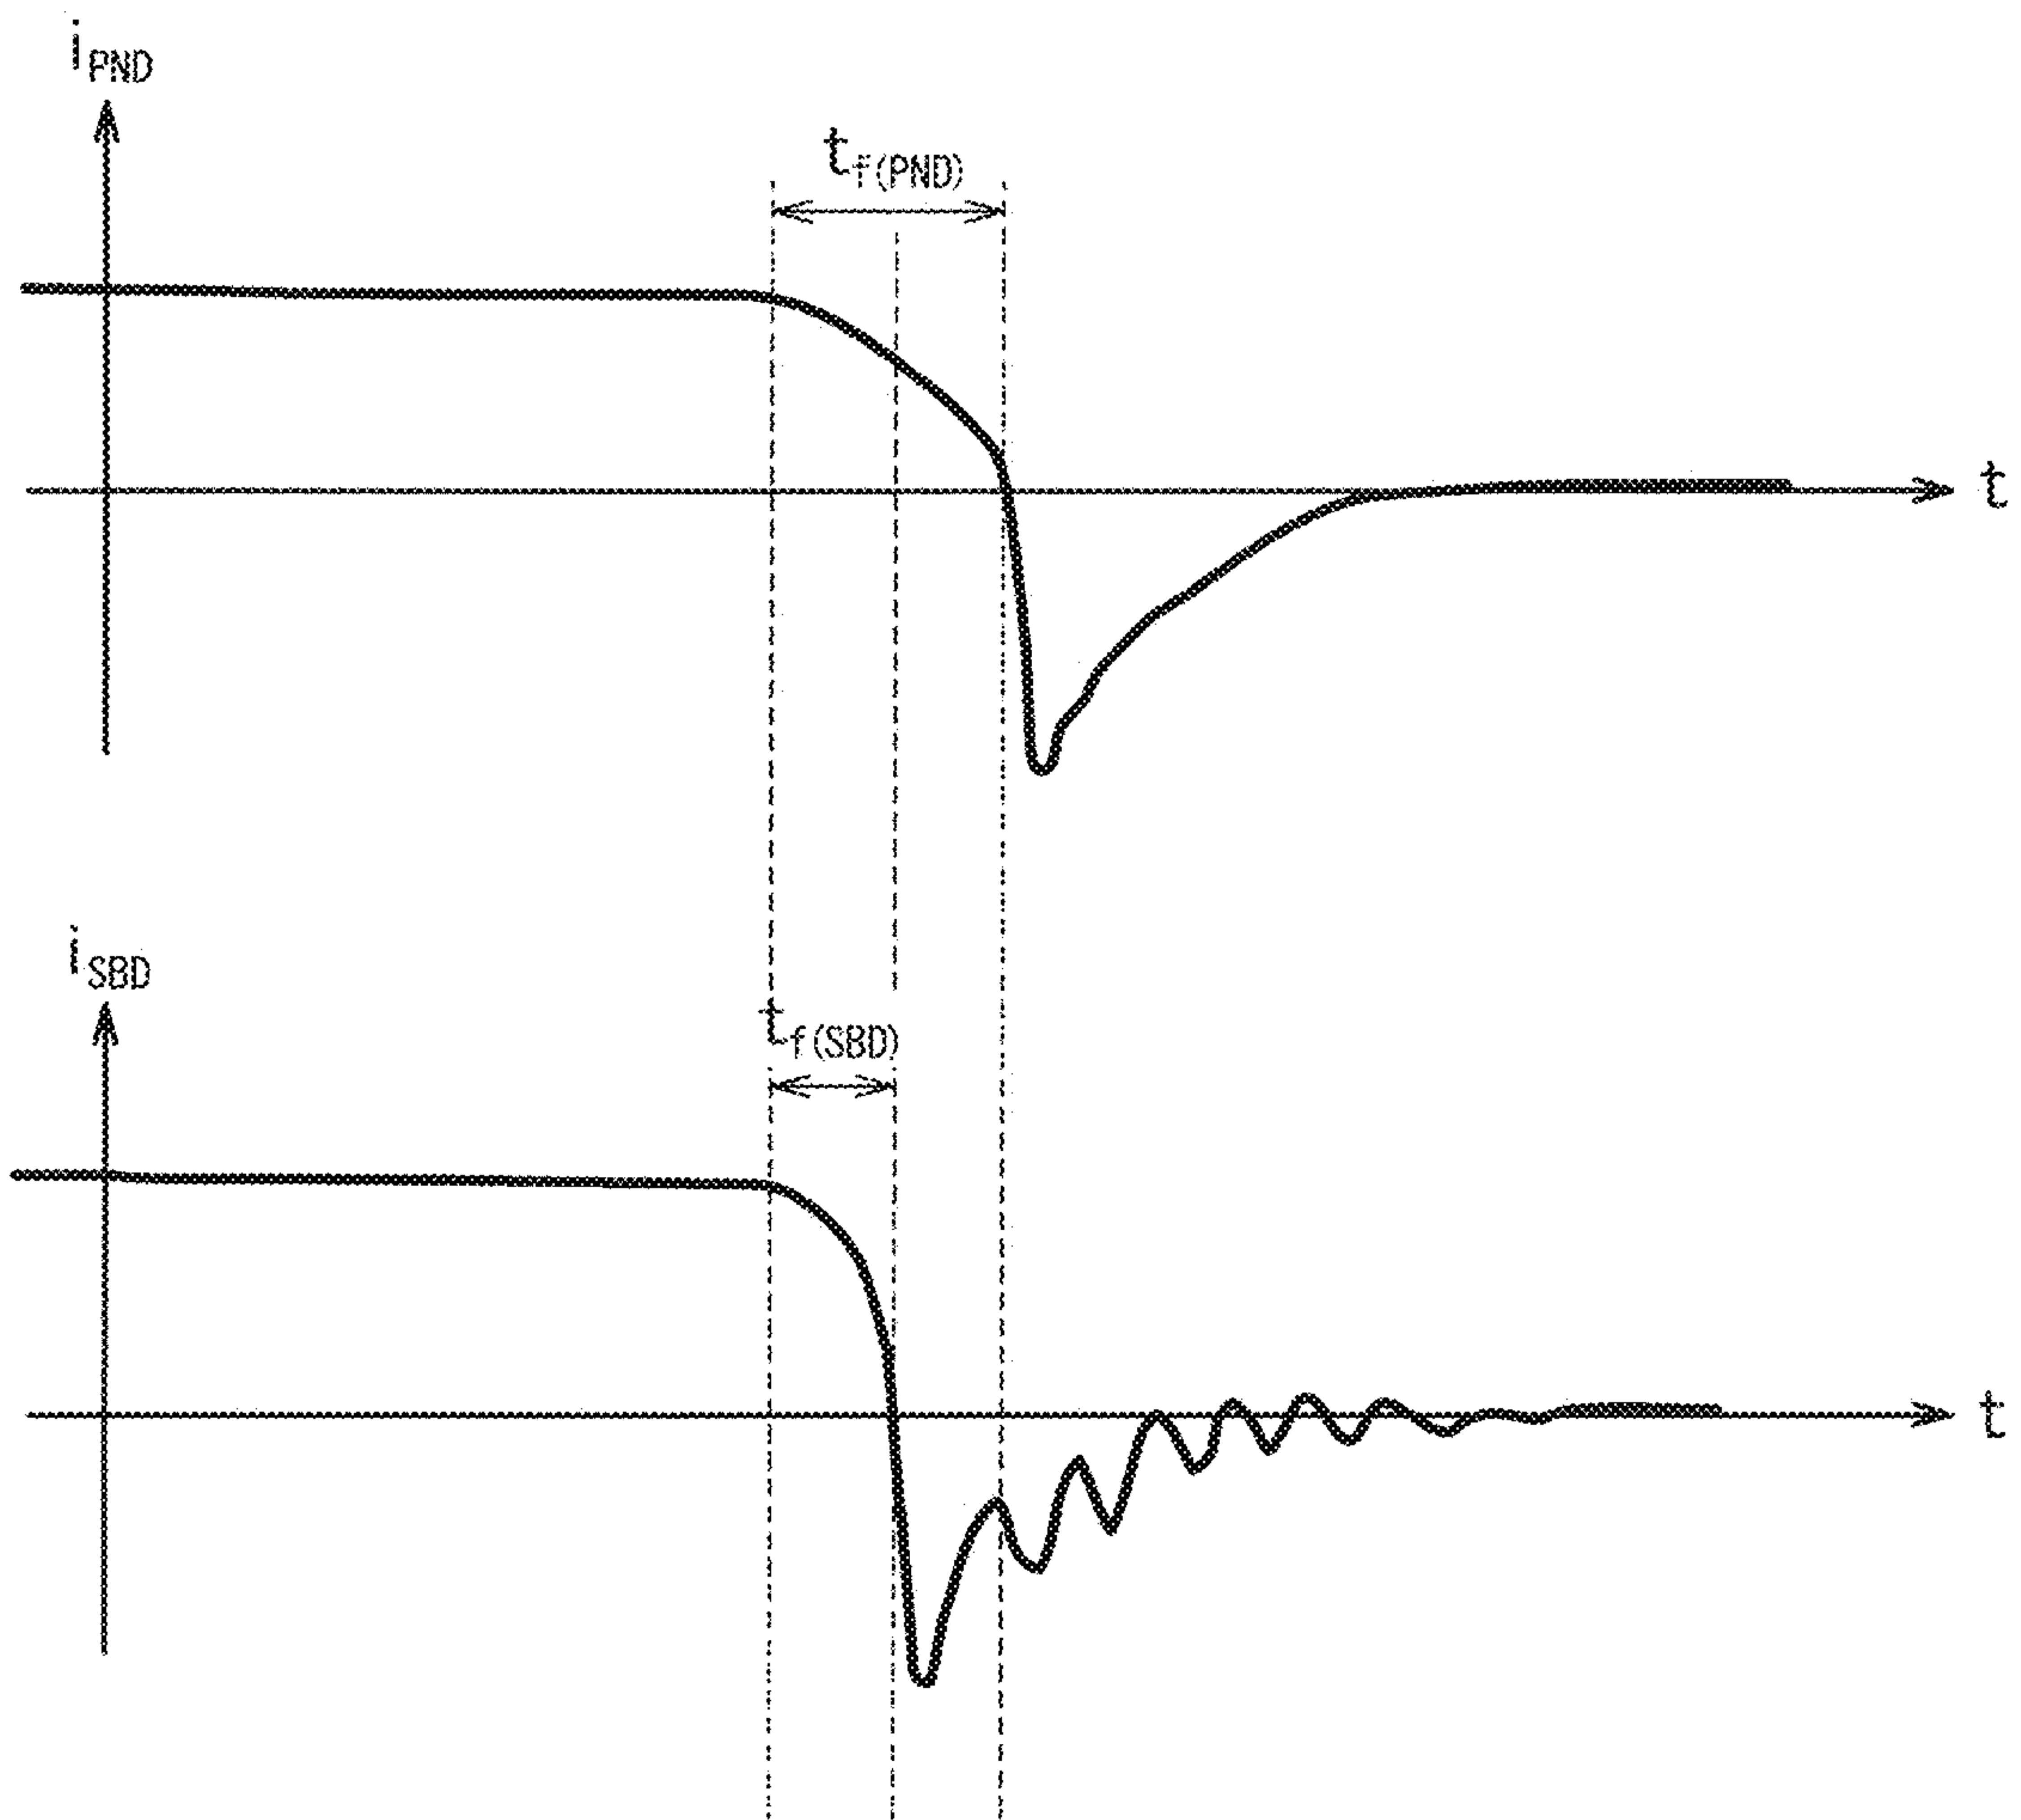 i_PND
t_f(PND)
t
i_SBD
t_f(SBD)
t